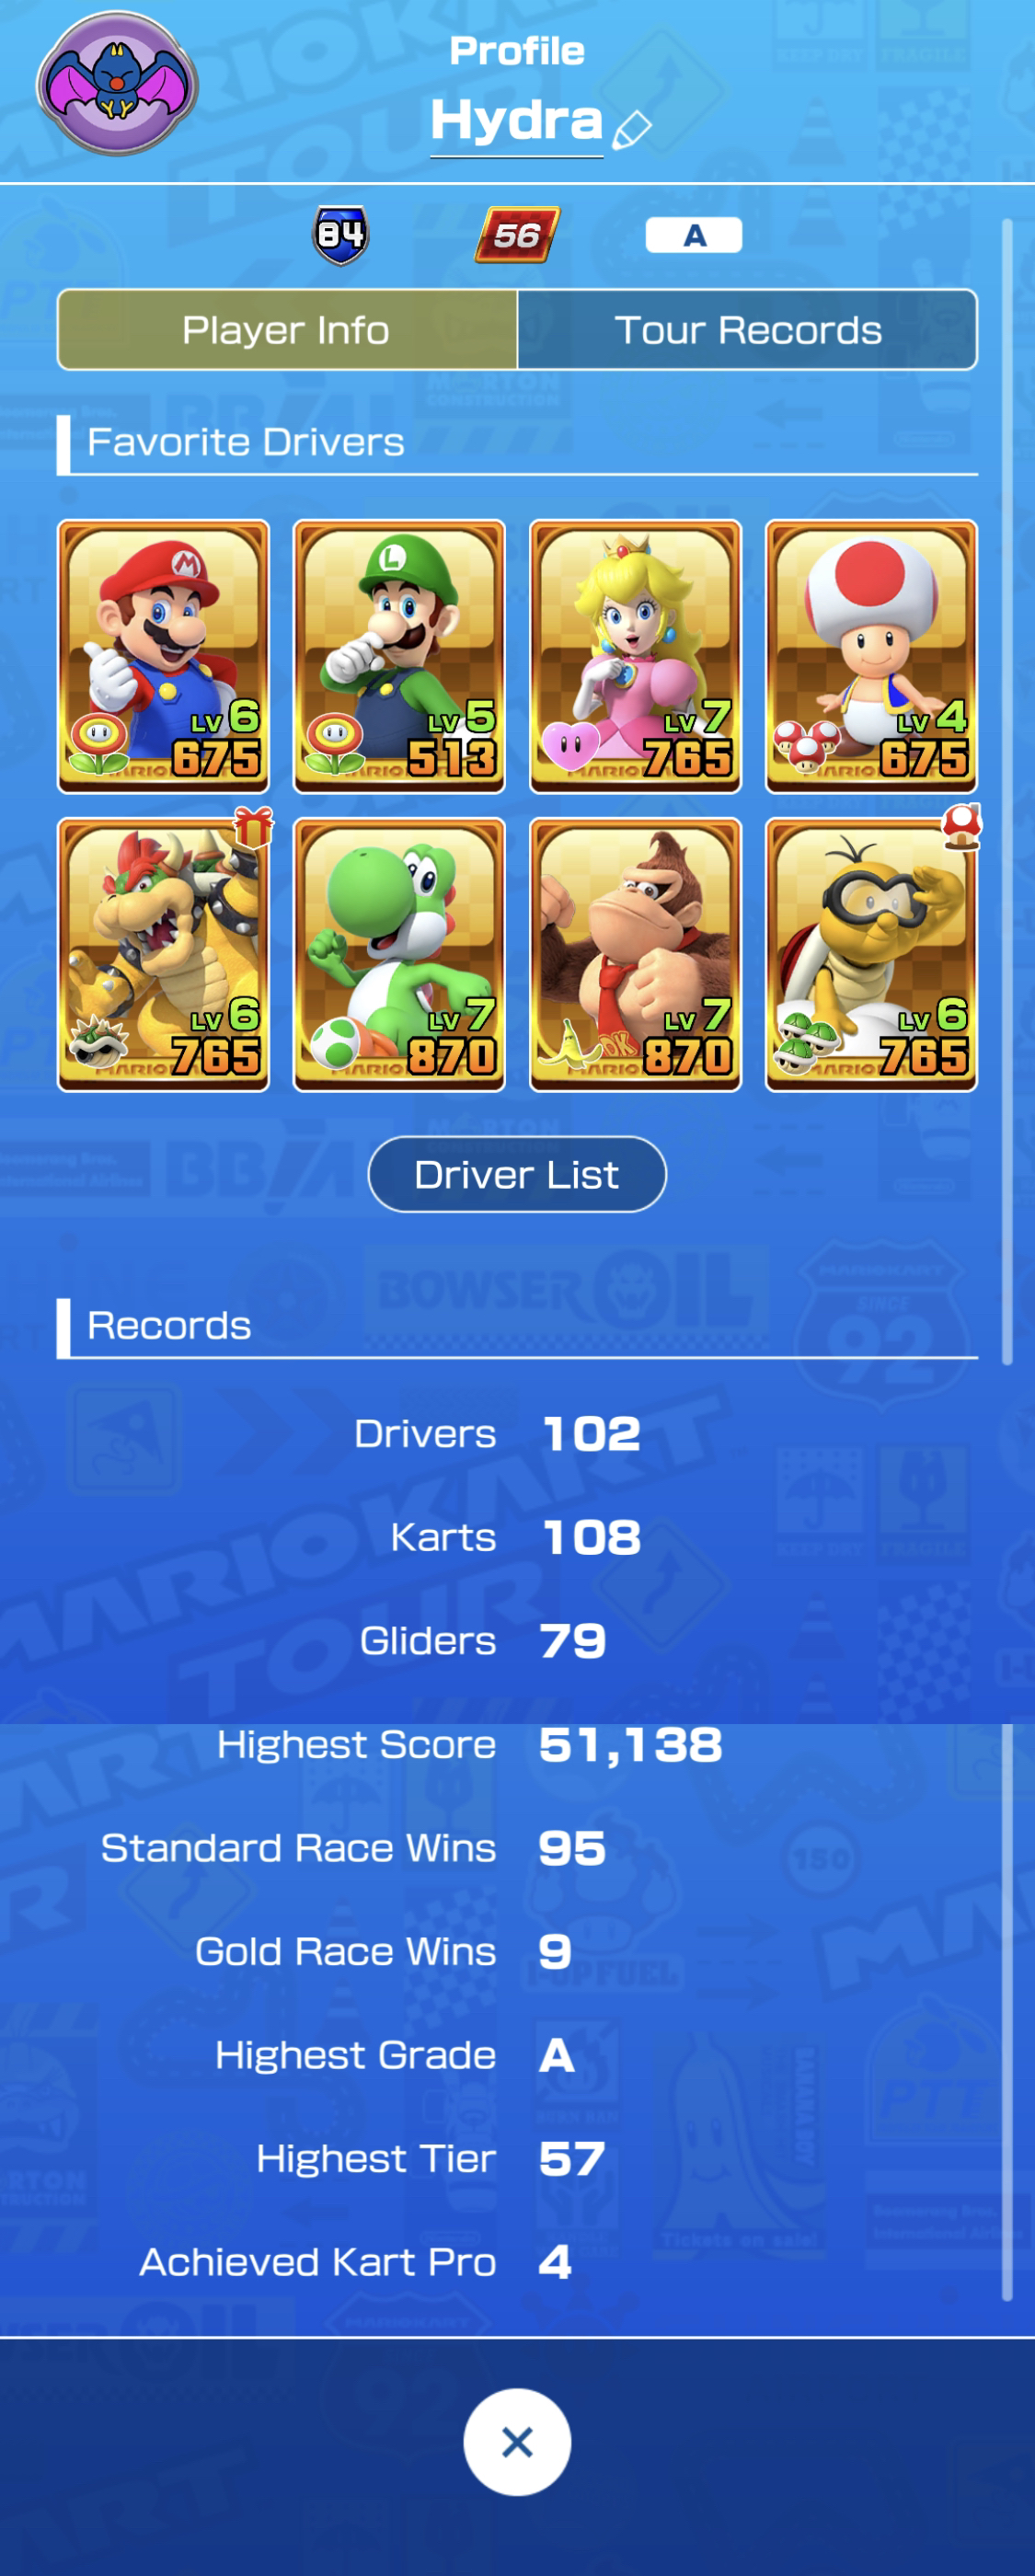 Profile
Hydra
84 56 A
Player Info Tour Records
Favorite Drivers
LV 6 LV 5 LV 7 LV 4
675 513 765 675
LV 6 LV 7 LV 7 LV 6
765 870 870 765
Driver List
Records
Drivers 102
Karts 108
Gliders 79
Highest Score 51,138
Standard Race Wins 95
Gold Race Wins 9
Highest Grade A
Highest Tier 57
Achieved Kart Pro 4